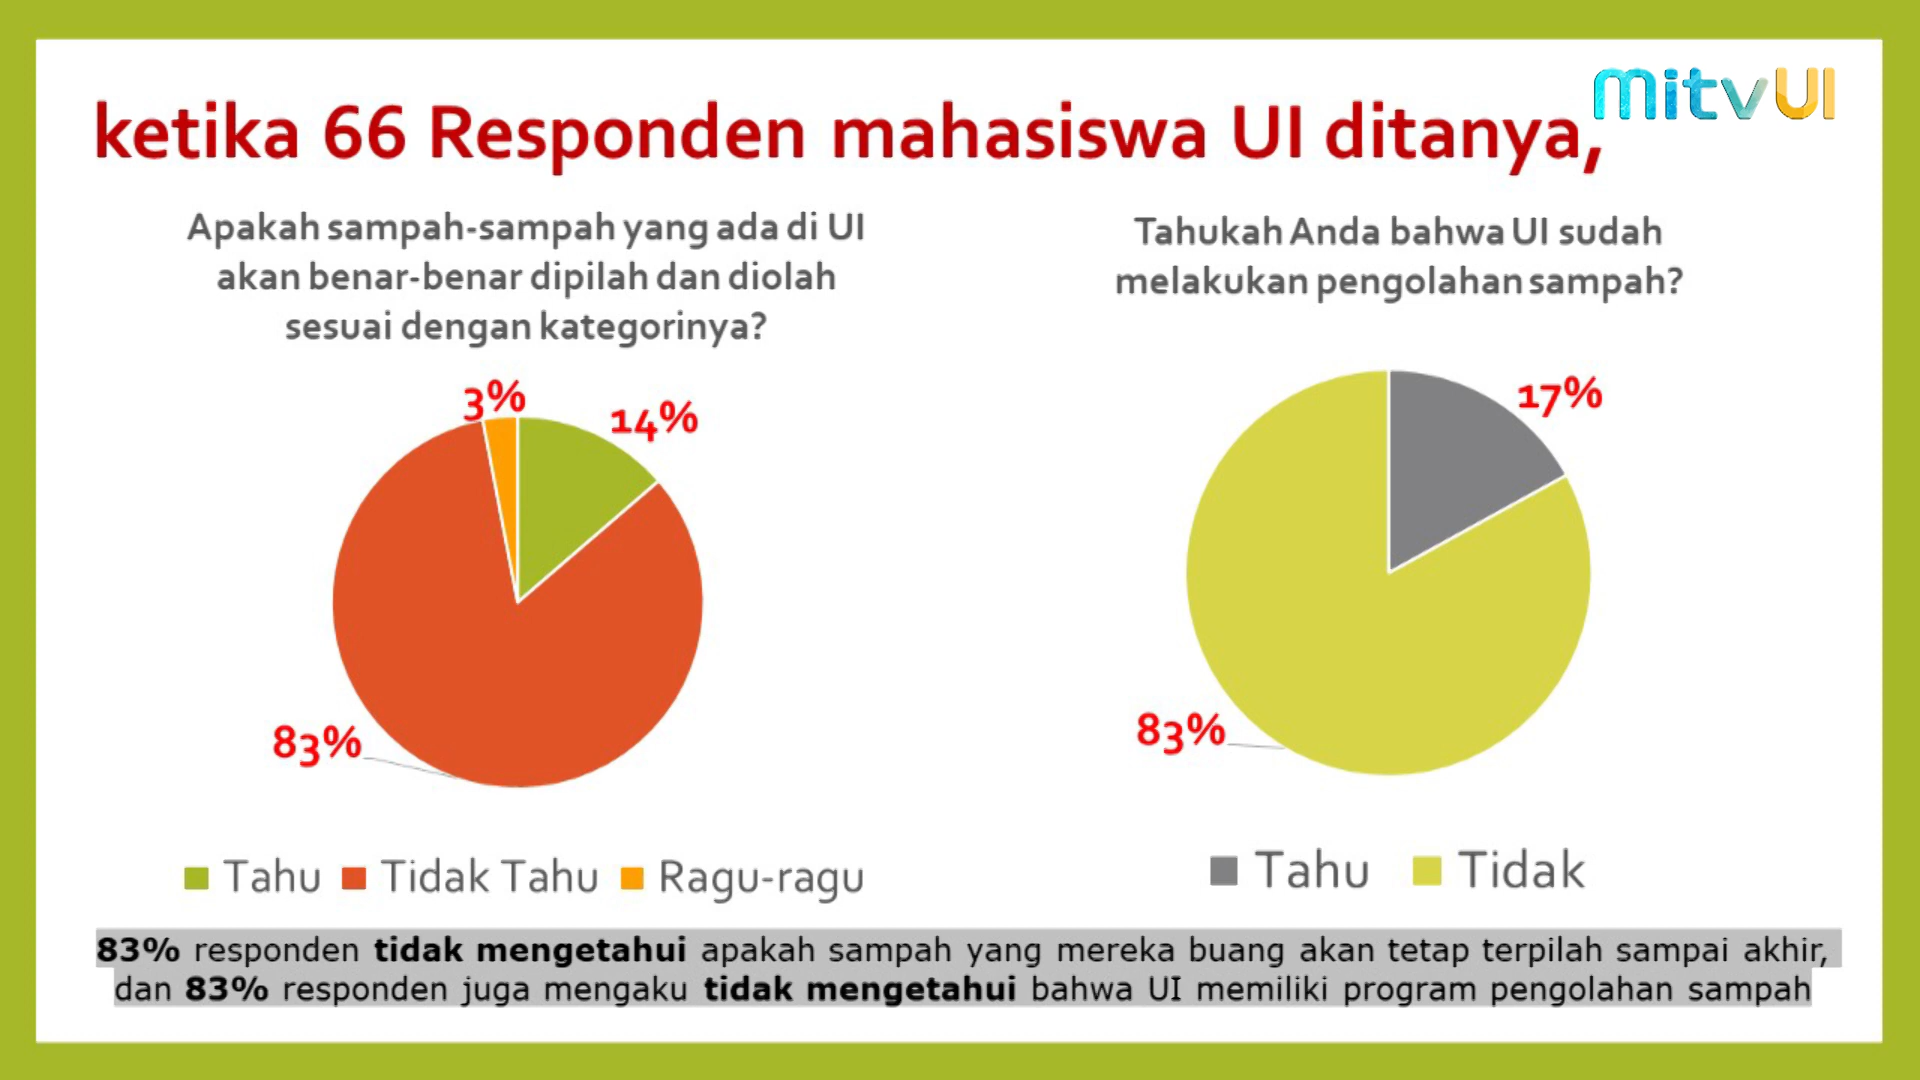 mitvUI
ketika 66 Responden mahasiswa UI ditanya,
Apakah sampah-sampah yang ada di UI
akan benar-benar dipilah dan diolah
sesuai dengan kategorinya?
3%
14%
83%
Tahu Tidak Tahu Ragu-ragu
Tahukah Anda bahwa UI sudah
melakukan pengolahan sampah?
17%
83%
Tahu Tidak
83% responden tidak mengetahui apakah sampah yang mereka buang akan tetap terpilah sampai akhir,
dan 83% responden juga mengaku tidak mengetahui bahwa UI memiliki program pengolahan sampah